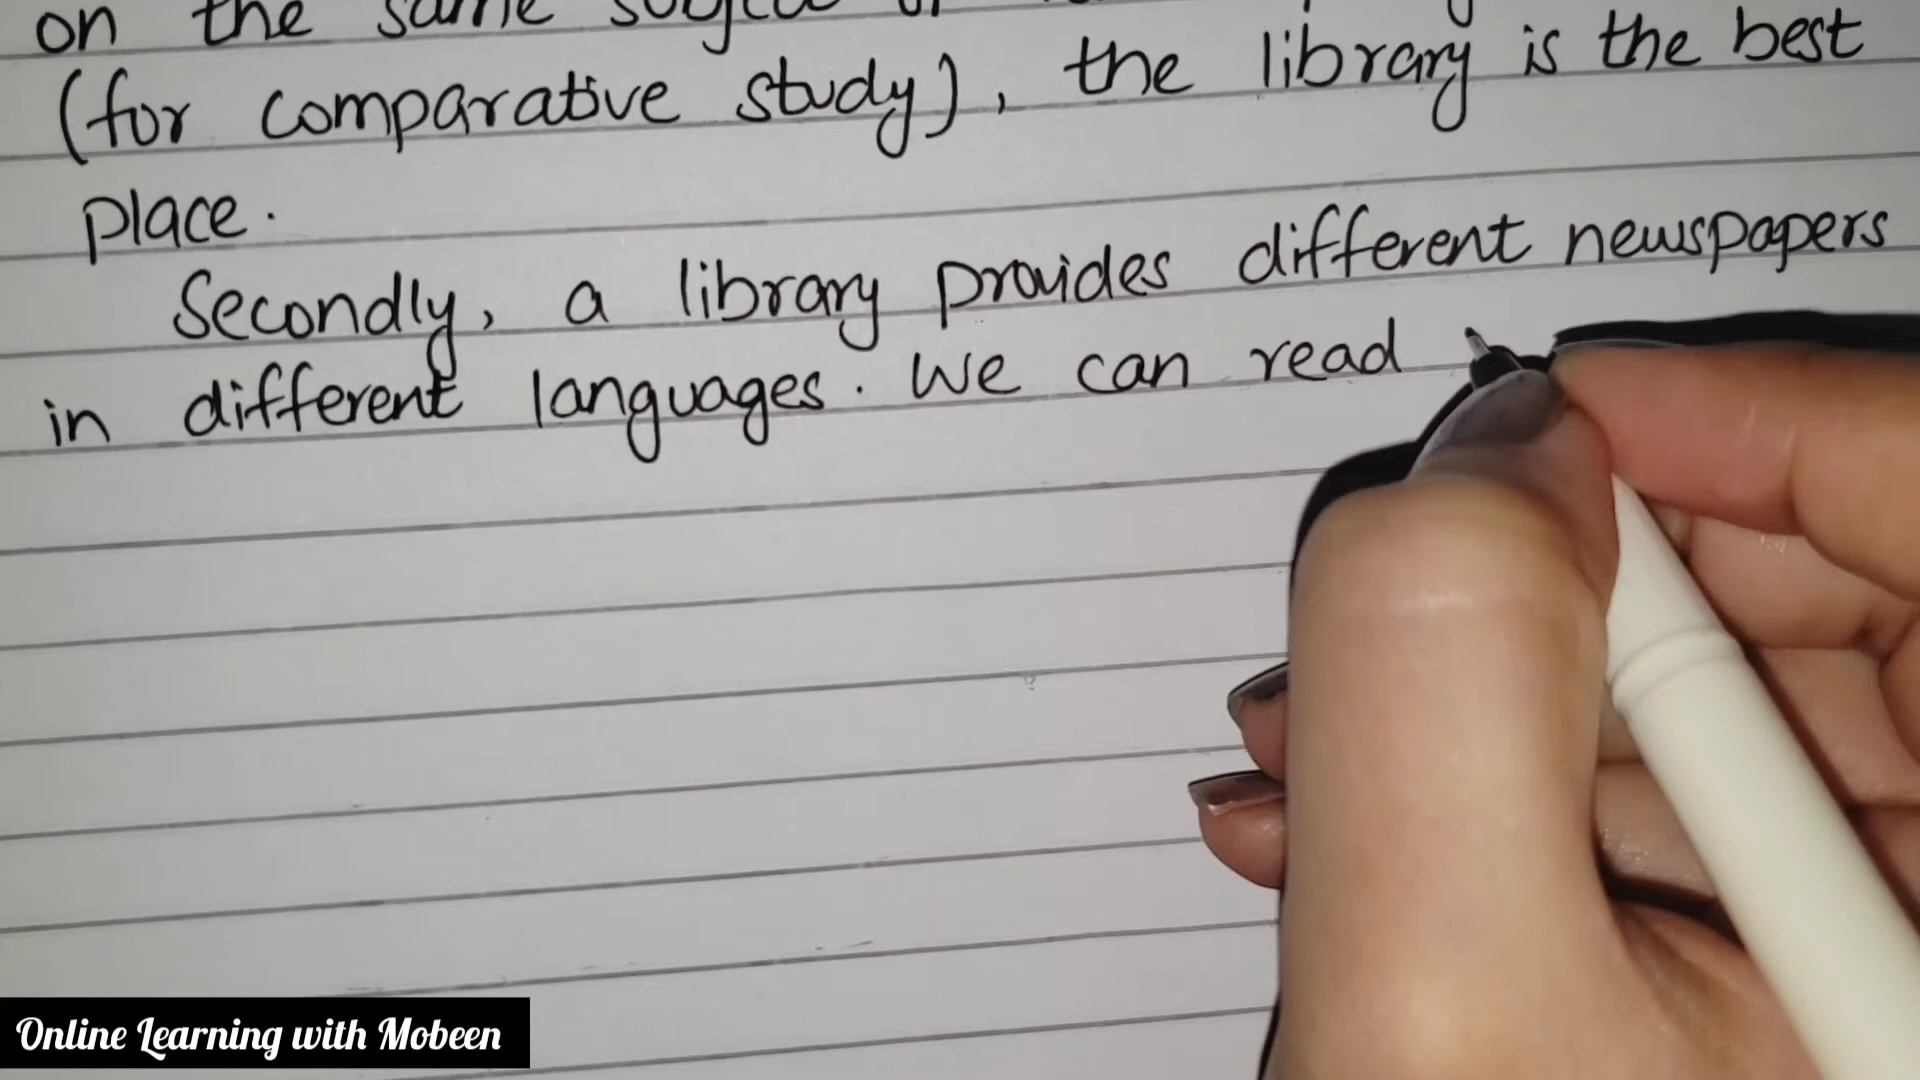 on the same
(for comparative study), the library is the best
place.
Secondly, a library provides different newspapers
in different languages. We can read
Online Learning with Mobeen